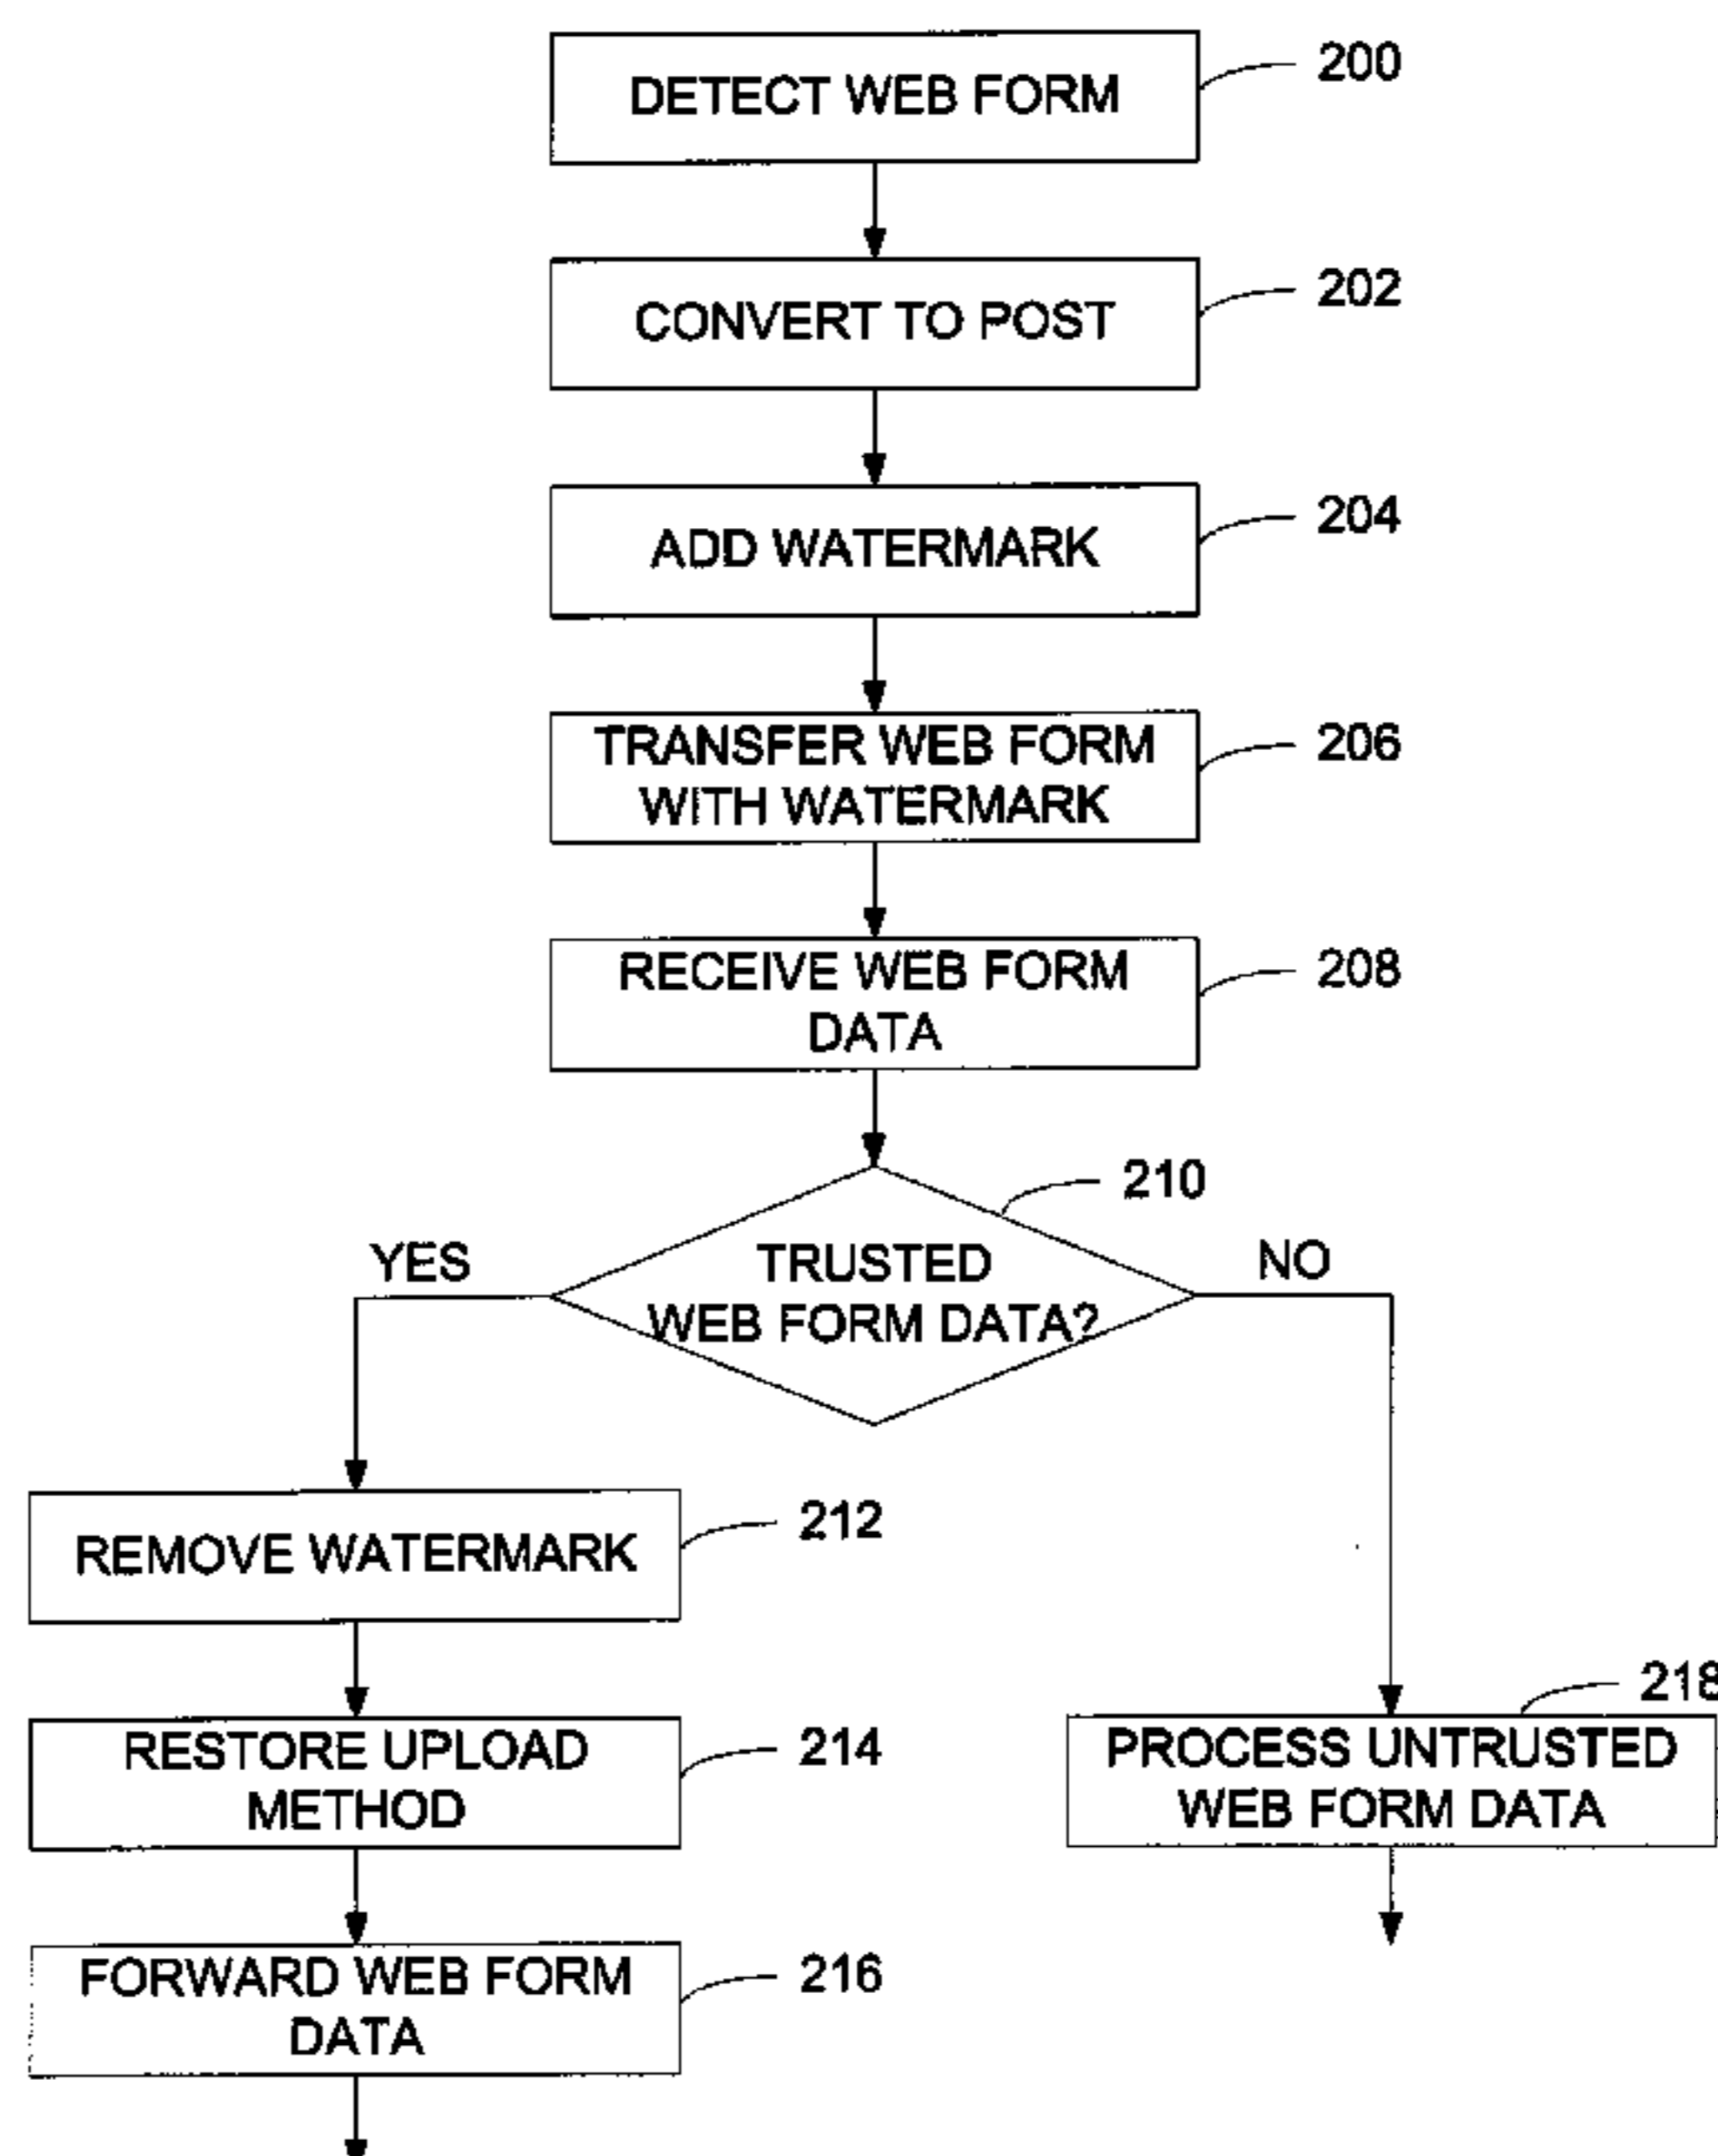 DETECT WEB FORM
200
CONVERT TO POST
202
ADD WATERMARK
204
TRANSFER WEB FORM
WITH WATERMARK
206
RECEIVE WEB FORM
DATA
208
210
YES
TRUSTED
WEB FORM DATA?
NO
REMOVE WATERMARK
212
RESTORE UPLOAD
METHOD
214
218
PROCESS UNTRUSTED
WEB FORM DATA
FORWARD WEB FORM
DATA
216